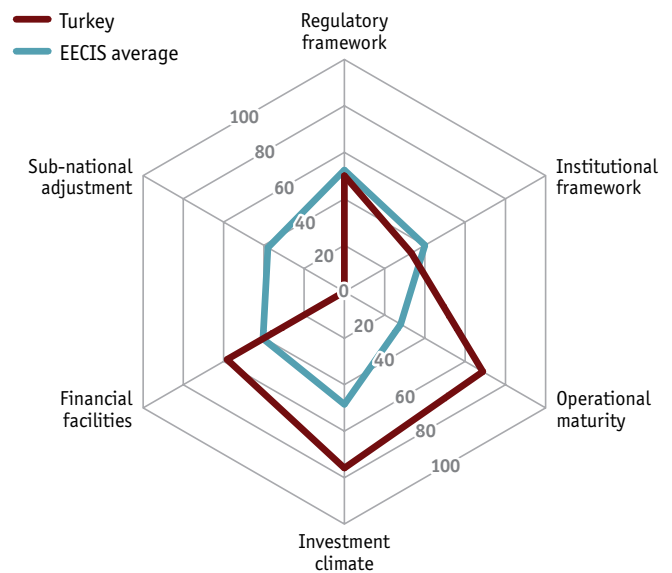 Turkey
EECIS average
Regulatory
framework
Institutional
framework
Operational
maturity
Investment
climate
Financial
facilities
Sub-national
adjustment
100
80
60
40
20
0
20
40
60
80
100